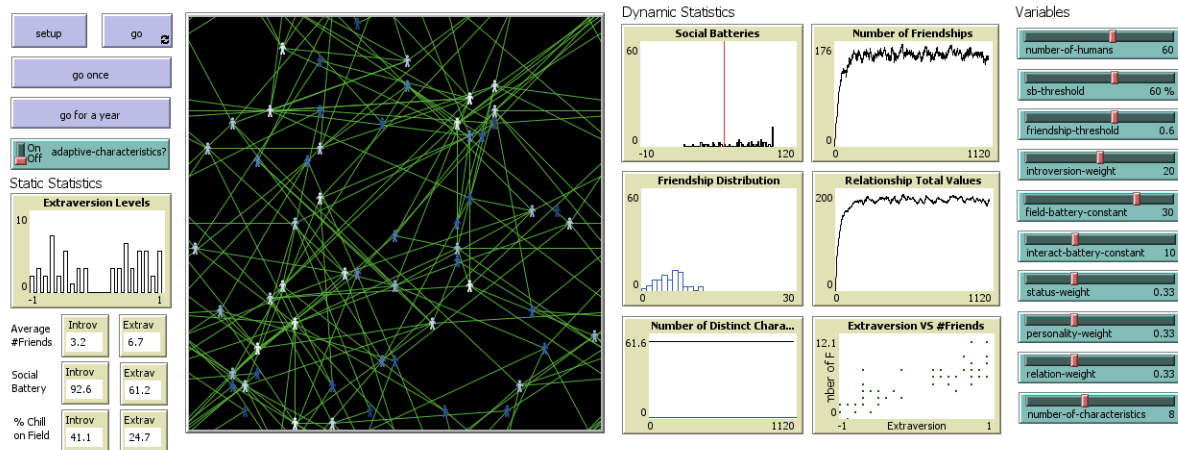 setup
go
go once
go for a year
On
Off
adaptive-characteristics?
Static Statistics
Extraversion Levels
10
0
-1
1
Average
#Friends
Introv
3.2
Extrav
6.7
Social
Battery
Introv
92.6
Extrav
61.2
% Chill
on Field
Introv
41.1
Extrav
24.7
Dynamic Statistics
Social Batteries
60
0
-10
120
Number of Friendships
176
0
0
1120
Friendship Distribution
60
0
0
30
Relationship Total Values
200
0
0
1120
Number of Distinct Chara...
61.6
0
0
1120
Extraversion VS #Friends
12.1
mber of F
0
-1
Extraversion
1
Variables
number-of-humans 60
sb-threshold 60 %
friendship-threshold 0.6
introversion-weight 20
field-battery-constant 30
interact-battery-constant 10
status-weight 0.33
personality-weight 0.33
relation-weight 0.33
number-of-characteristics 8